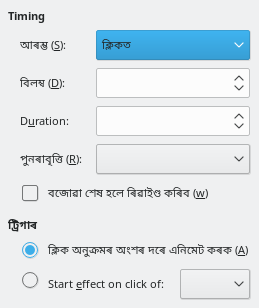 Timing
আৰম্ভ (S):
ক্লিকত
বিলম্ব (D):
Duration:
পুনৰাবৃত্তি (R):
বজোৱা শেষ হলে ৰিৱাইণ্ড কৰিব (w)
ট্ৰিগাৰ
ক্লিক অনুক্ৰমৰ অংশৰ দৰে এনিমেট কৰক (A)
Start effect on click of: